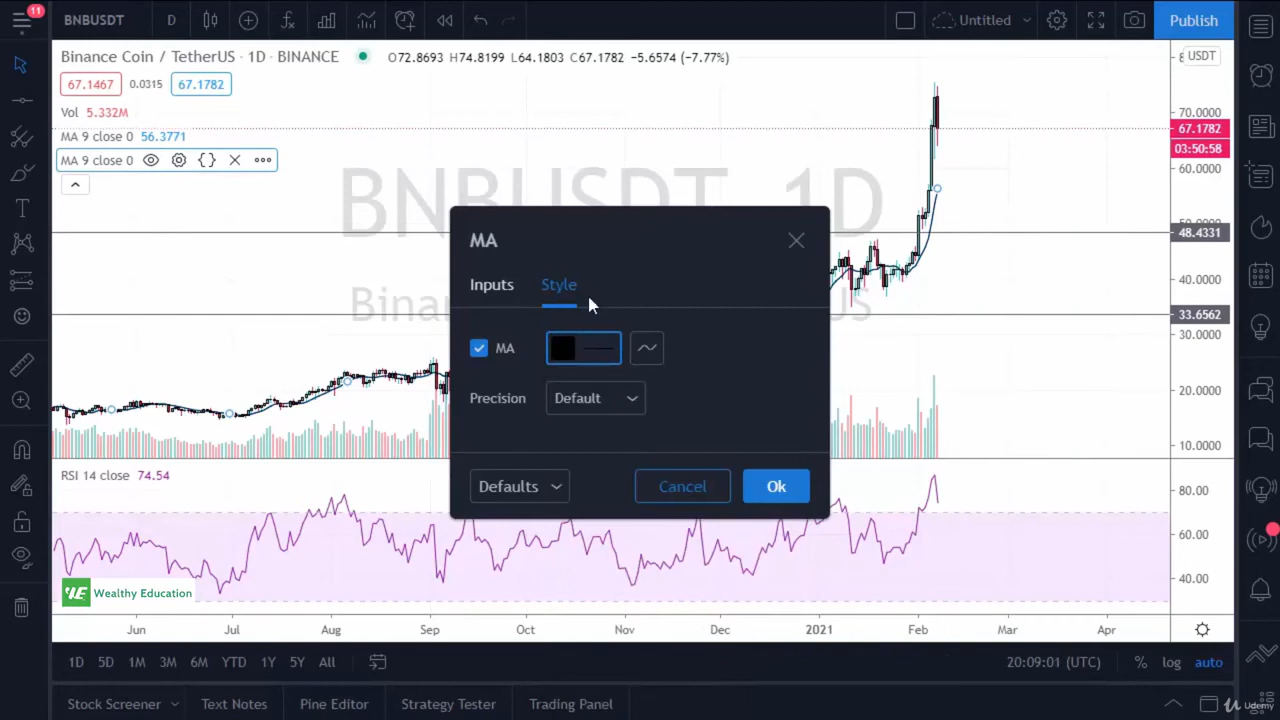 11
BNBUSDT
D
Untitled
Publish
Binance Coin / TetherUS · 1D · BINANCE
O72.8693 H74.8199 L64.1803 C67.1782 -5.6574 (-7.77%)
USDT
67.1467
0.0315
67.1782
Vol 5.332M
MA 9 close 0 56.3771
MA 9 close 0
BNBUSDT, 1D
70.0000
67.1782
03:50:58
60.0000
50.0000
48.4331
40.0000
33.6562
30.0000
20.0000
10.0000
MA
Inputs
Style
MA
Precision
Default
Defaults
Cancel
Ok
RSI 14 close 74.54
80.00
60.00
40.00
Wealthy Education
Jun
Jul
Aug
Sep
Oct
Nov
Dec
2021
Feb
Mar
Apr
1D
5D
1M
3M
6M
YTD
1Y
5Y
All
20:09:01 (UTC)
%
log
auto
Stock Screener
Text Notes
Pine Editor
Strategy Tester
Trading Panel
Udemy